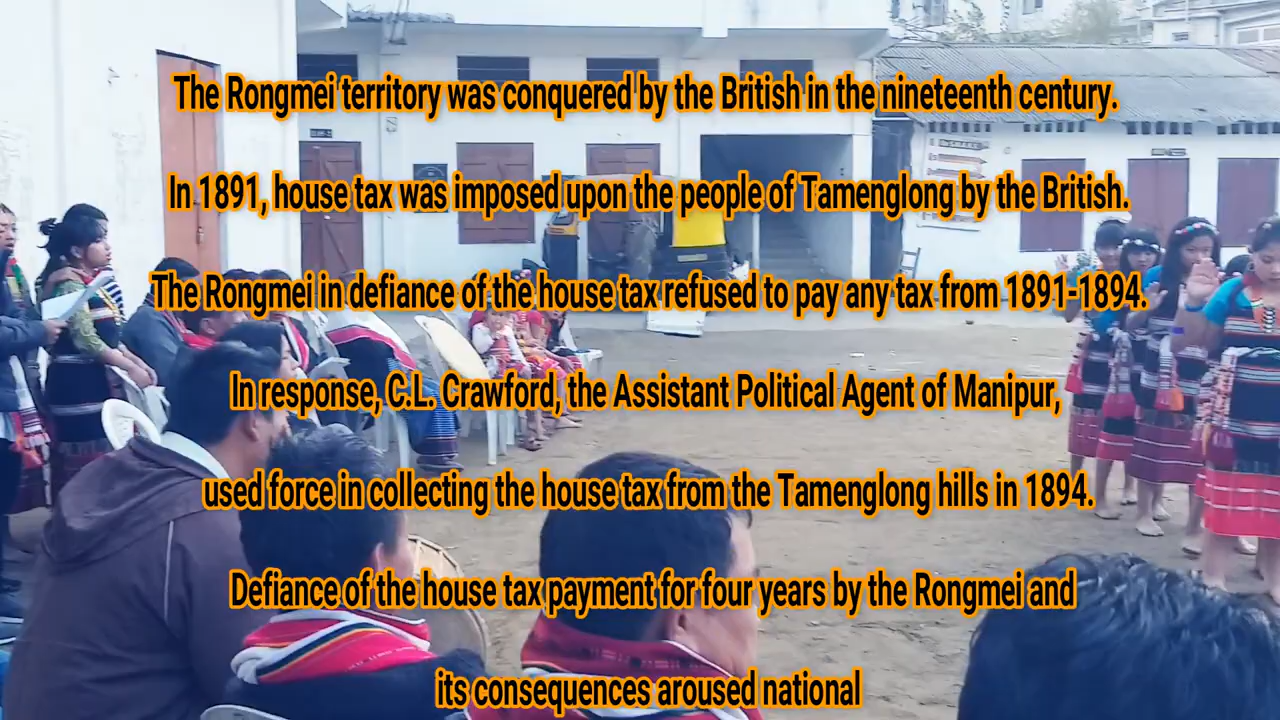 The Rongmei territory was conquered by the British in the nineteenth century.
In 1891, house tax was imposed upon the people of Tamenglong by the British.
The Rongmei in defiance of the house tax refused to pay any tax from 1891-1894.
In response, C.L. Crawford, the Assistant Political Agent of Manipur,
used force in collecting the house tax from the Tamenglong hills in 1894.
Defiance of the house tax payment for four years by the Rongmei and
its consequences aroused national